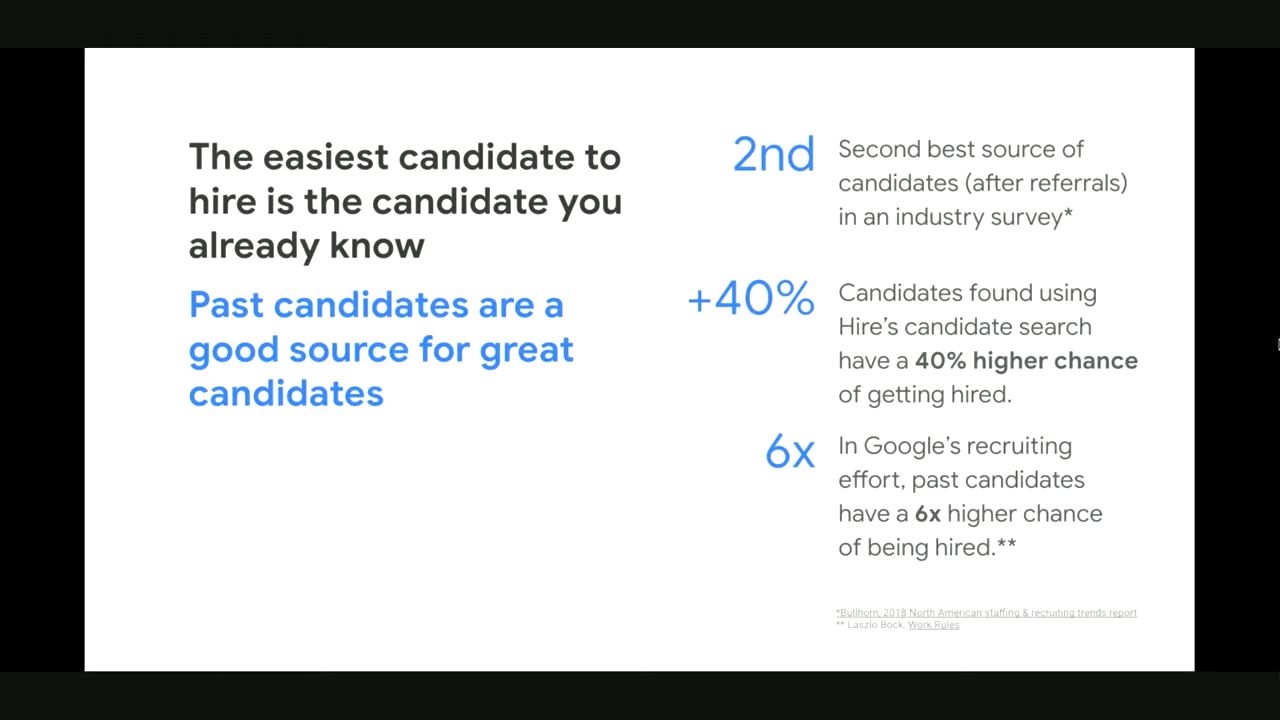 The easiest candidate to
hire is the candidate you
already know
Past candidates are a
good source for great
candidates
2nd
Second best source of
candidates (after referrals)
in an industry survey*
+40%
Candidates found using
Hire's candidate search
have a 40% higher chance
of getting hired.
6x
In Google's recruiting
effort, past candidates
have a 6x higher chance
of being hired.**
*Bullhorn, 2018 North American staffing & recruiting trends report
** Laszlo Bock, Work Rules